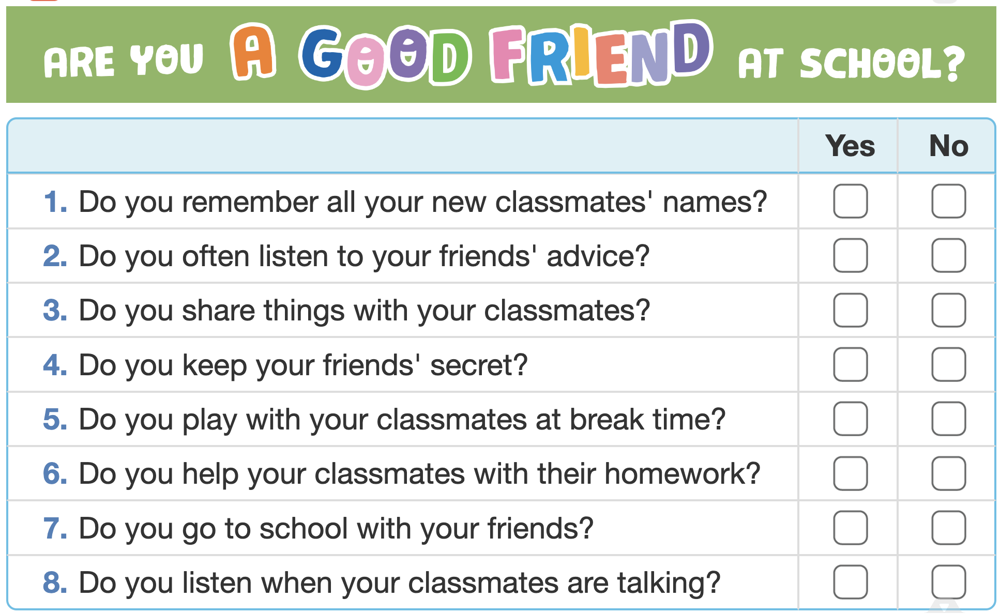 ARE YOU A GOOD FRIEND AT SCHOOL?
Yes No
1. Do you remember all your new classmates' names?
2. Do you often listen to your friends' advice?
3. Do you share things with your classmates?
4. Do you keep your friends' secret?
5. Do you play with your classmates at break time?
6. Do you help your classmates with their homework?
7. Do you go to school with your friends?
8. Do you listen when your classmates are talking?